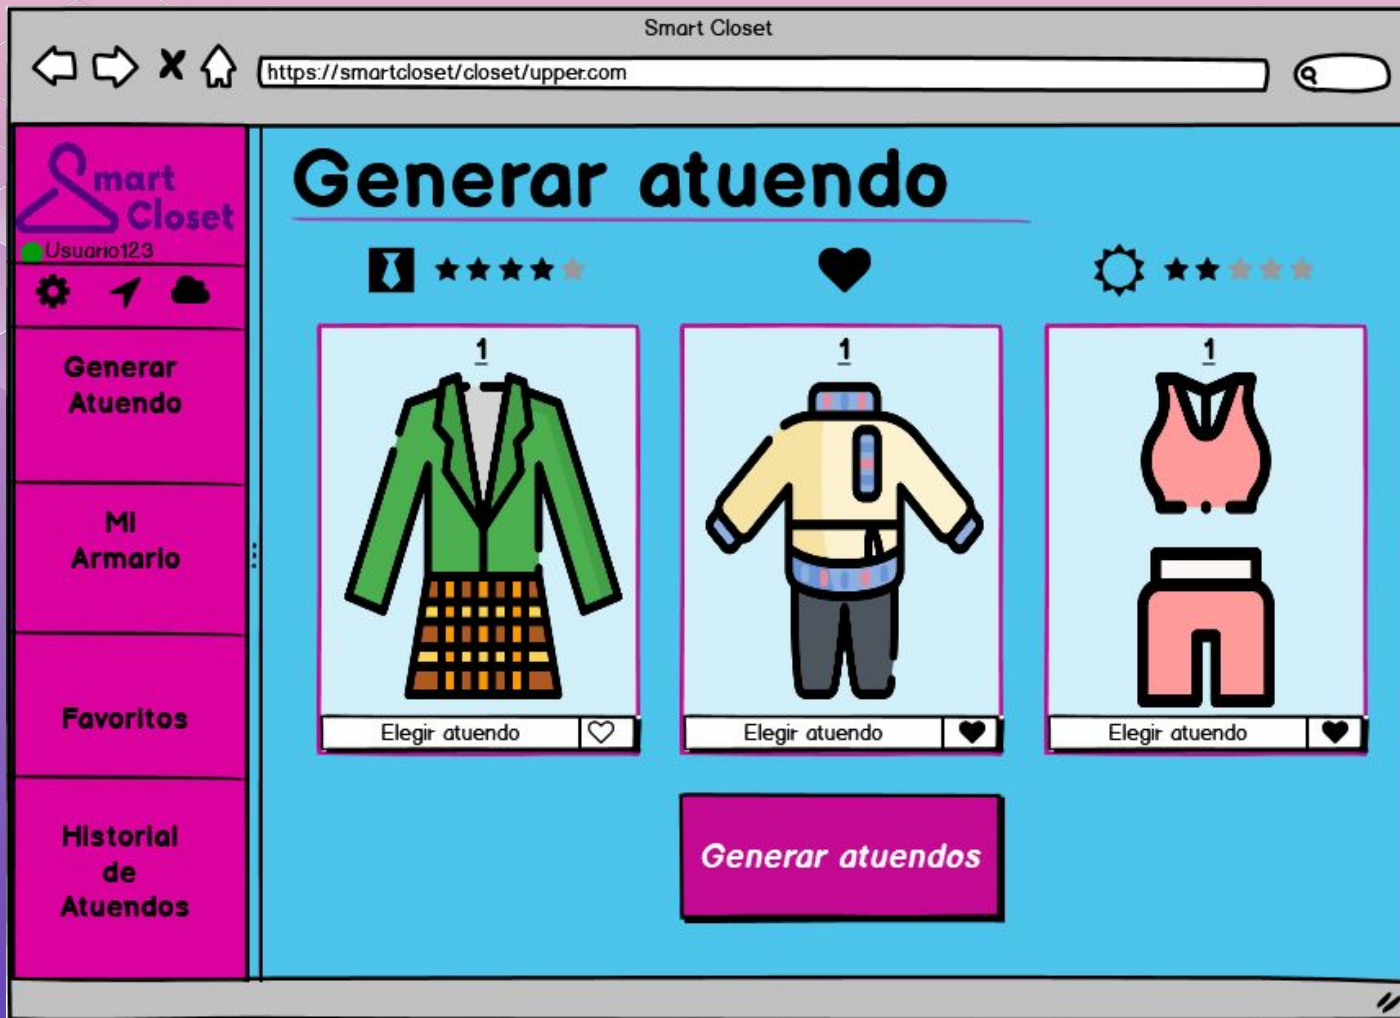 Smart Closet
https://smartcloset/closet/upper.com
Smart
Closet
Usuario123
Generar
Atuendo
Mi
Armario
Favoritos
Historial
de
Atuendos
Generar atuendo
1
1
1
Elegir atuendo
Elegir atuendo
Elegir atuendo
Generar atuendos